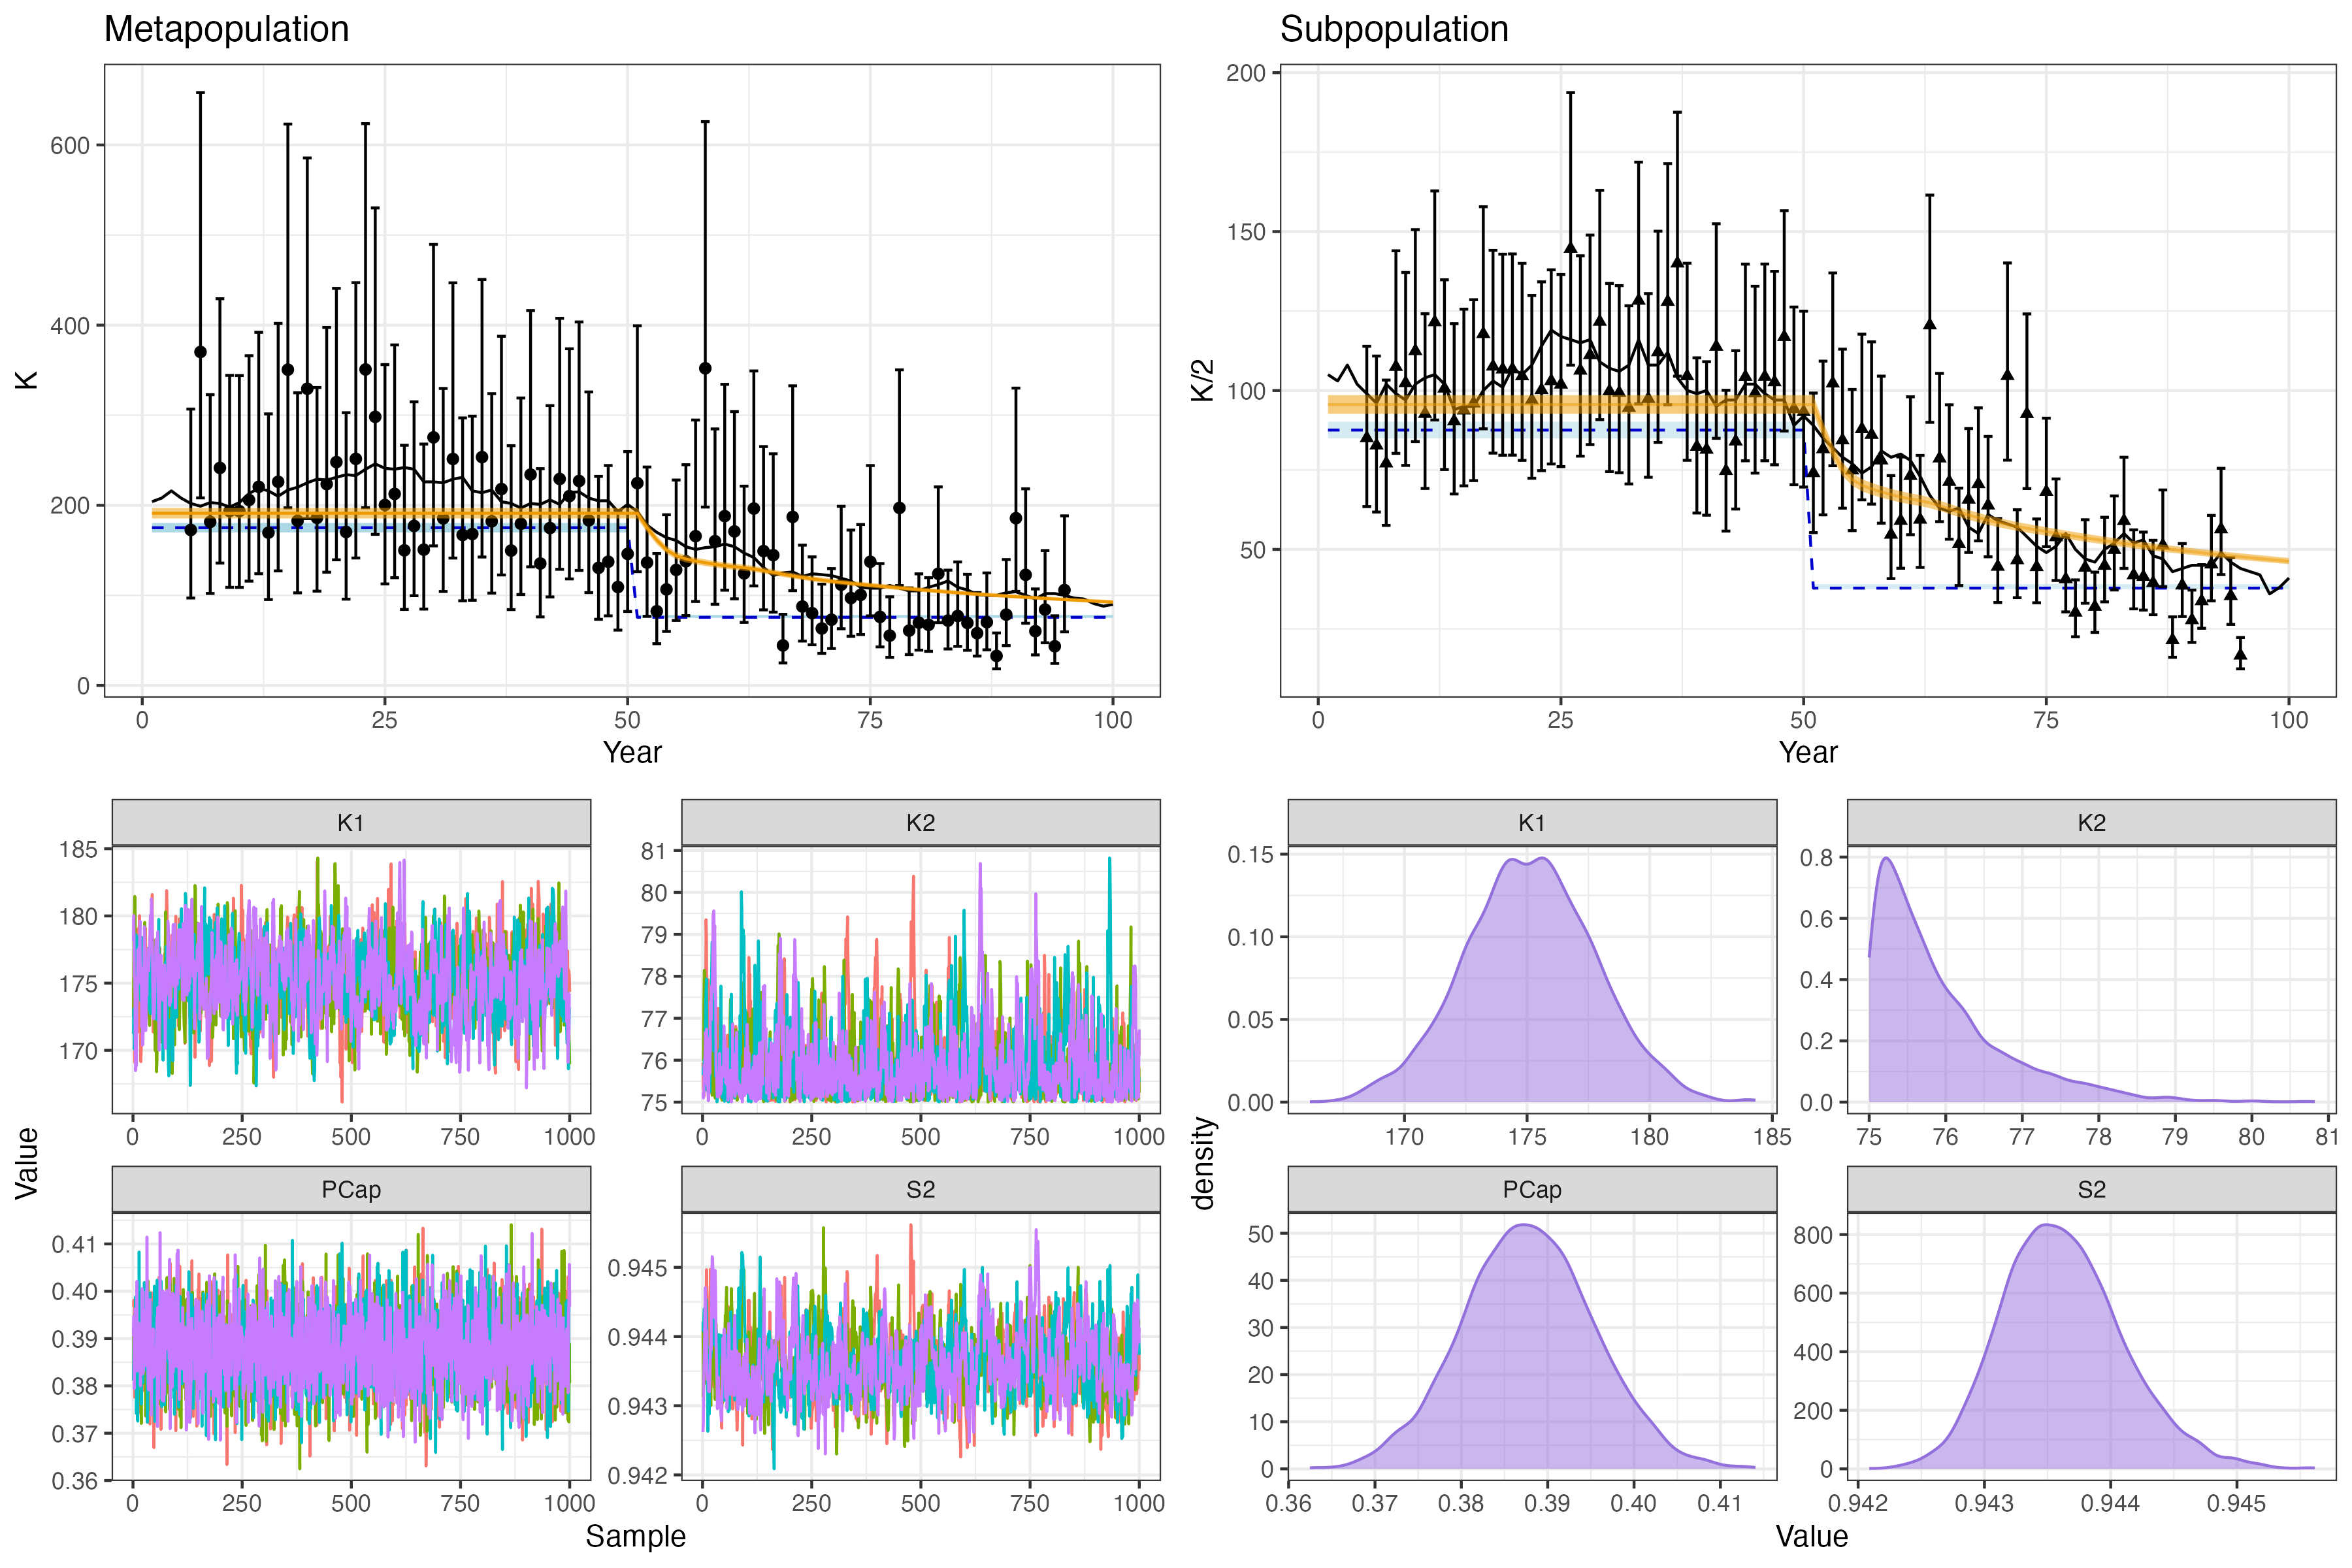 Metapopulation
Subpopulation
K
600
400
200
0
0 25 50 75 100
Year
K/2
200
150
100
50
0 25 50 75 100
Year
Value
K1
185
180
175
170
0 250 500 750 1000
K2
81
80
79
78
77
76
75
0 250 500 750 1000
PCap
0.41
0.40
0.39
0.38
0.37
0.36
0 250 500 750 1000
S2
0.945
0.944
0.943
0.942
0 250 500 750 1000
Sample
density
K1
0.15
0.10
0.05
0.00
170 175 180 185
K2
0.8
0.6
0.4
0.2
0.0
75 76 77 78 79 80 81
PCap
50
40
30
20
10
0
0.36 0.37 0.38 0.39 0.40 0.41
S2
800
600
400
200
0
0.942 0.943 0.944 0.945
Value